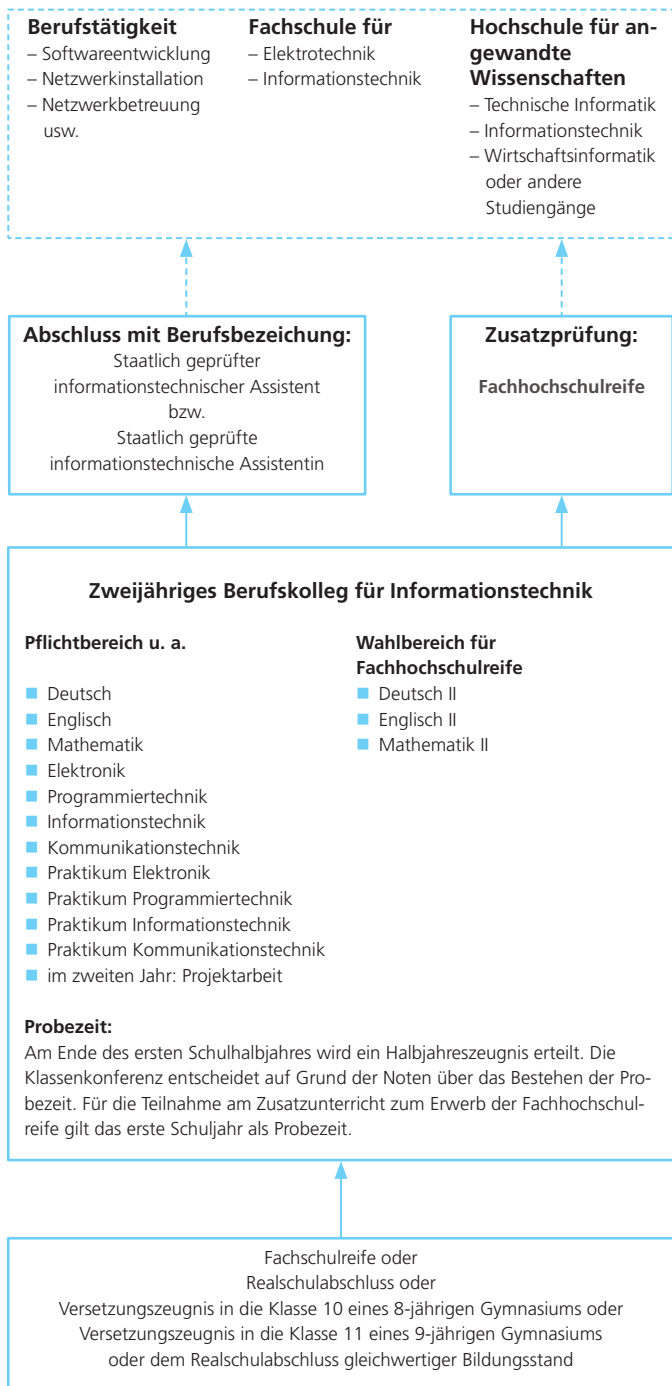 Berufstätigkeit
– Softwareentwicklung
– Netzwerkinstallation
– Netzwerkbetreuung
usw.
Fachschule für
– Elektrotechnik
– Informationstechnik
Hochschule für an-
gewandte
Wissenschaften
– Technische Informatik
– Informationstechnik
– Wirtschaftsinformatik
oder andere
Studiengänge
Abschluss mit Berufsbezeichung:
Staatlich geprüfter
informationstechnischer Assistent
bzw.
Staatlich geprüfte
informationstechnische Assistentin
Zusatzprüfung:
Fachhochschulreife
Zweijähriges Berufskolleg für Informationstechnik
Pflichtbereich u. a.
■ Deutsch
■ Englisch
■ Mathematik
■ Elektronik
■ Programmiertechnik
■ Informationstechnik
■ Kommunikationstechnik
■ Praktikum Elektronik
■ Praktikum Programmiertechnik
■ Praktikum Informationstechnik
■ Praktikum Kommunikationstechnik
■ im zweiten Jahr: Projektarbeit
Wahlbereich für
Fachhochschulreife
■ Deutsch II
■ Englisch II
■ Mathematik II
Probezeit:
Am Ende des ersten Schulhalbjahres wird ein Halbjahreszeugnis erteilt. Die
Klassenkonferenz entscheidet auf Grund der Noten über das Bestehen der Pro-
bezeit. Für die Teilnahme am Zusatzunterricht zum Erwerb der Fachhochschul-
reife gilt das erste Schuljahr als Probezeit.
Fachschulreife oder
Realschulabschluss oder
Versetzungszeugnis in die Klasse 10 eines 8-jährigen Gymnasiums oder
Versetzungszeugnis in die Klasse 11 eines 9-jährigen Gymnasiums
oder dem Realschulabschluss gleichwertiger Bildungsstand